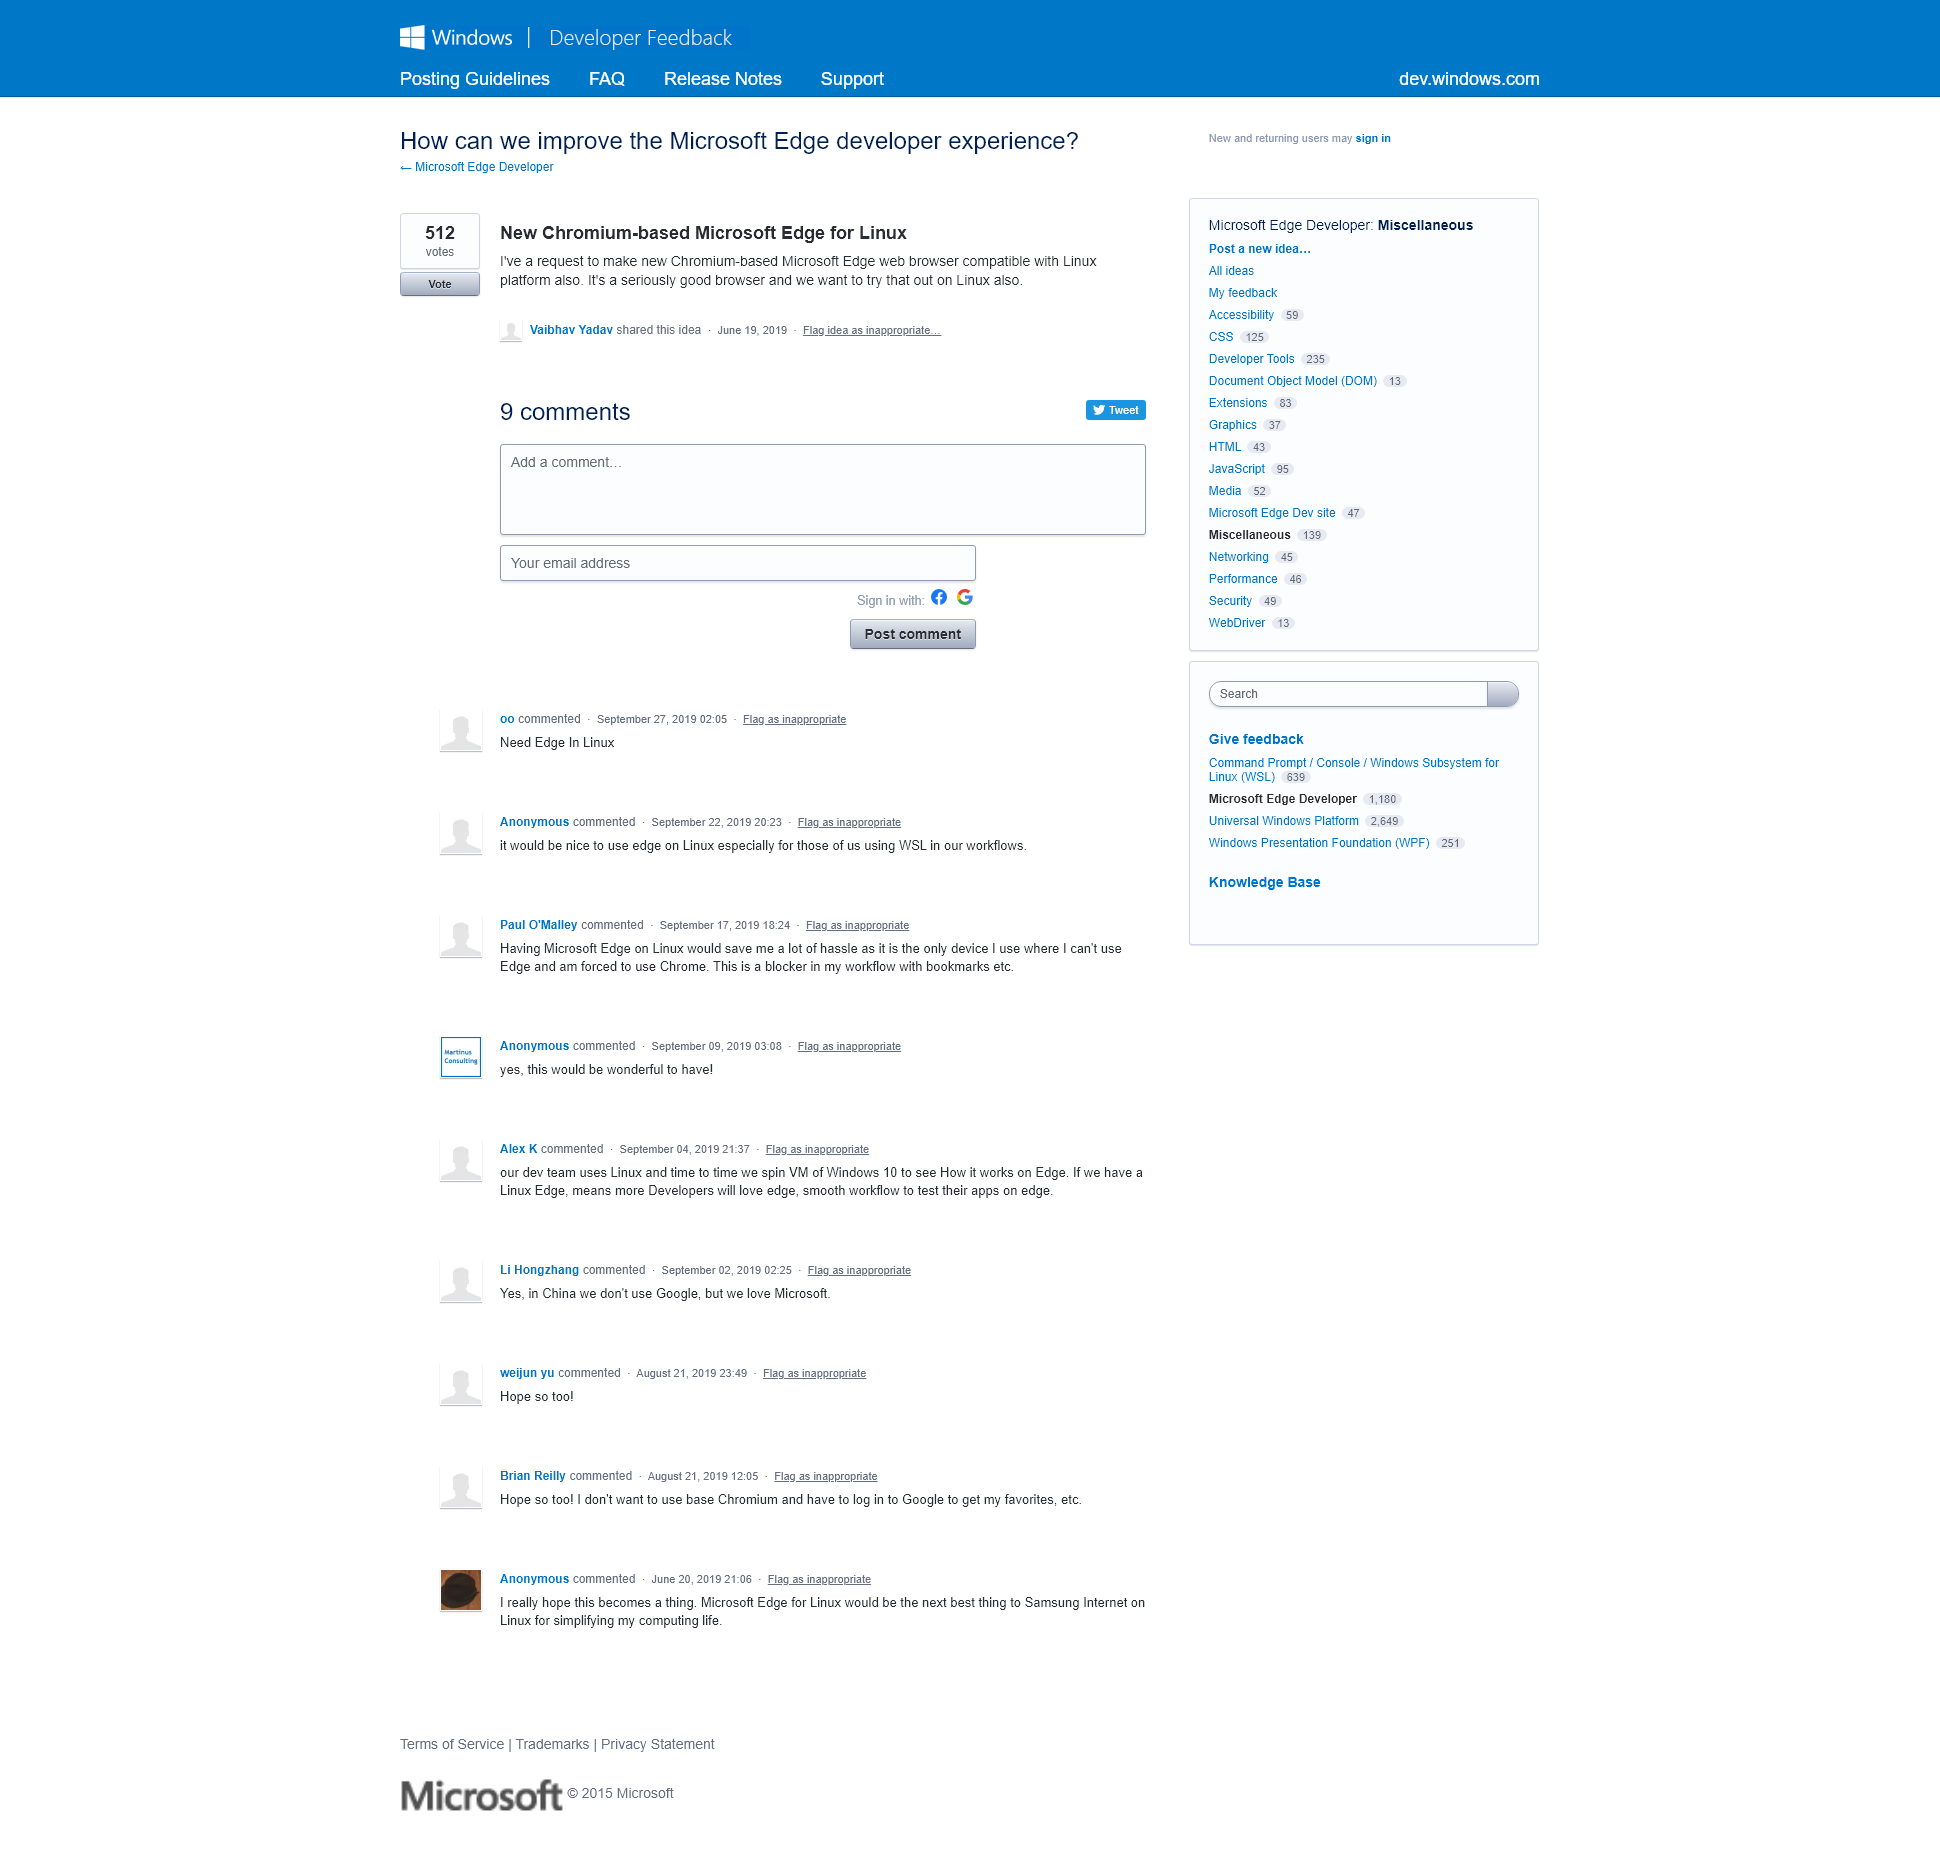 Windows | Developer Feedback
Posting Guidelines FAQ Release Notes Support dev.windows.com
How can we improve the Microsoft Edge developer experience?
← Microsoft Edge Developer
New and returning users may sign in
512
votes
Vote
New Chromium-based Microsoft Edge for Linux
I've a request to make new Chromium-based Microsoft Edge web browser compatible with Linux
platform also. It's a seriously good browser and we want to try that out on Linux also.
Vaibhav Yadav shared this idea · June 19, 2019 · Flag idea as inappropriate…
9 comments
Tweet
Add a comment…
Your email address
Sign in with:
Post comment
oo commented · September 27, 2019 02:05 · Flag as inappropriate
Need Edge In Linux
Anonymous commented · September 22, 2019 20:23 · Flag as inappropriate
it would be nice to use edge on Linux especially for those of us using WSL in our workflows.
Paul O'Malley commented · September 17, 2019 18:24 · Flag as inappropriate
Having Microsoft Edge on Linux would save me a lot of hassle as it is the only device I use where I can't use
Edge and am forced to use Chrome. This is a blocker in my workflow with bookmarks etc.
Martinus
Consulting
Anonymous commented · September 09, 2019 03:08 · Flag as inappropriate
yes, this would be wonderful to have!
Alex K commented · September 04, 2019 21:37 · Flag as inappropriate
our dev team uses Linux and time to time we spin VM of Windows 10 to see How it works on Edge. If we have a
Linux Edge, means more Developers will love edge, smooth workflow to test their apps on edge.
Li Hongzhang commented · September 02, 2019 02:25 · Flag as inappropriate
Yes, in China we don't use Google, but we love Microsoft.
weijun yu commented · August 21, 2019 23:49 · Flag as inappropriate
Hope so too!
Brian Reilly commented · August 21, 2019 12:05 · Flag as inappropriate
Hope so too! I don't want to use base Chromium and have to log in to Google to get my favorites, etc.
Anonymous commented · June 20, 2019 21:06 · Flag as inappropriate
I really hope this becomes a thing. Microsoft Edge for Linux would be the next best thing to Samsung Internet on
Linux for simplifying my computing life.
Microsoft Edge Developer: Miscellaneous
Post a new idea…
All ideas
My feedback
Accessibility 59
CSS 125
Developer Tools 235
Document Object Model (DOM) 13
Extensions 83
Graphics 37
HTML 43
JavaScript 95
Media 52
Microsoft Edge Dev site 47
Miscellaneous 139
Networking 45
Performance 46
Security 49
WebDriver 13
Search
Give feedback
Command Prompt / Console / Windows Subsystem for
Linux (WSL) 639
Microsoft Edge Developer 1,180
Universal Windows Platform 2,649
Windows Presentation Foundation (WPF) 251
Knowledge Base
Terms of Service | Trademarks | Privacy Statement
Microsoft © 2015 Microsoft